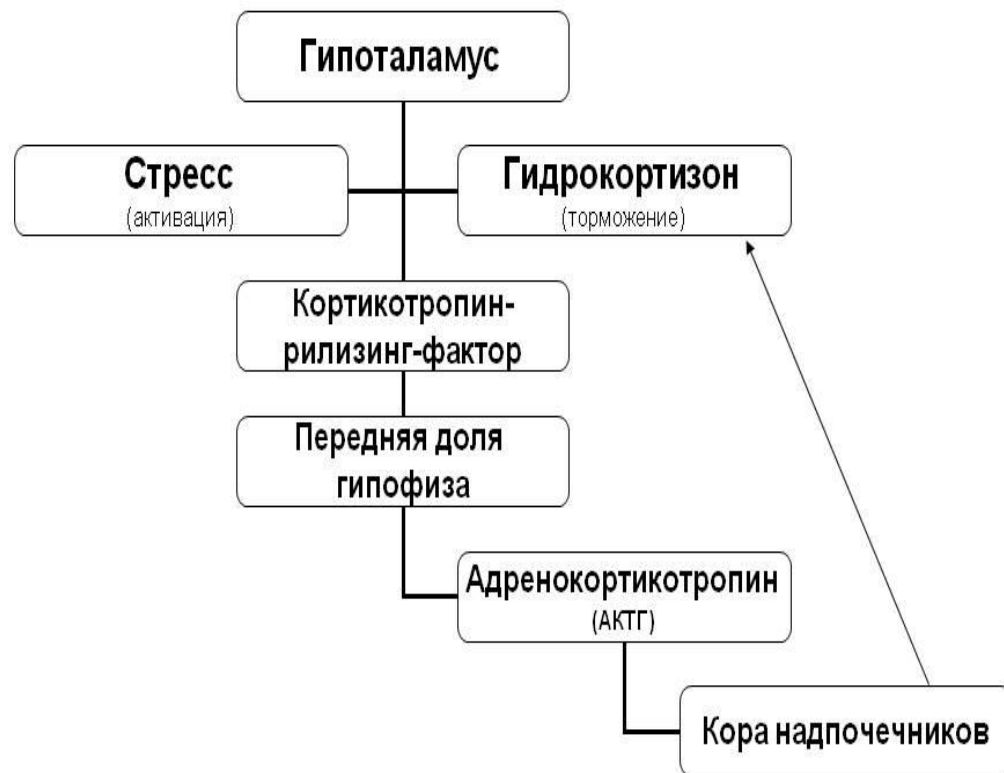 Гипоталамус
Стресс
(активация)
Гидрокортизон
(торможение)
Кортикотропин-
рилизинг-фактор
Передняя доля
гипофиза
Адренокортикотропин
(АКТГ)
Кора надпочечников